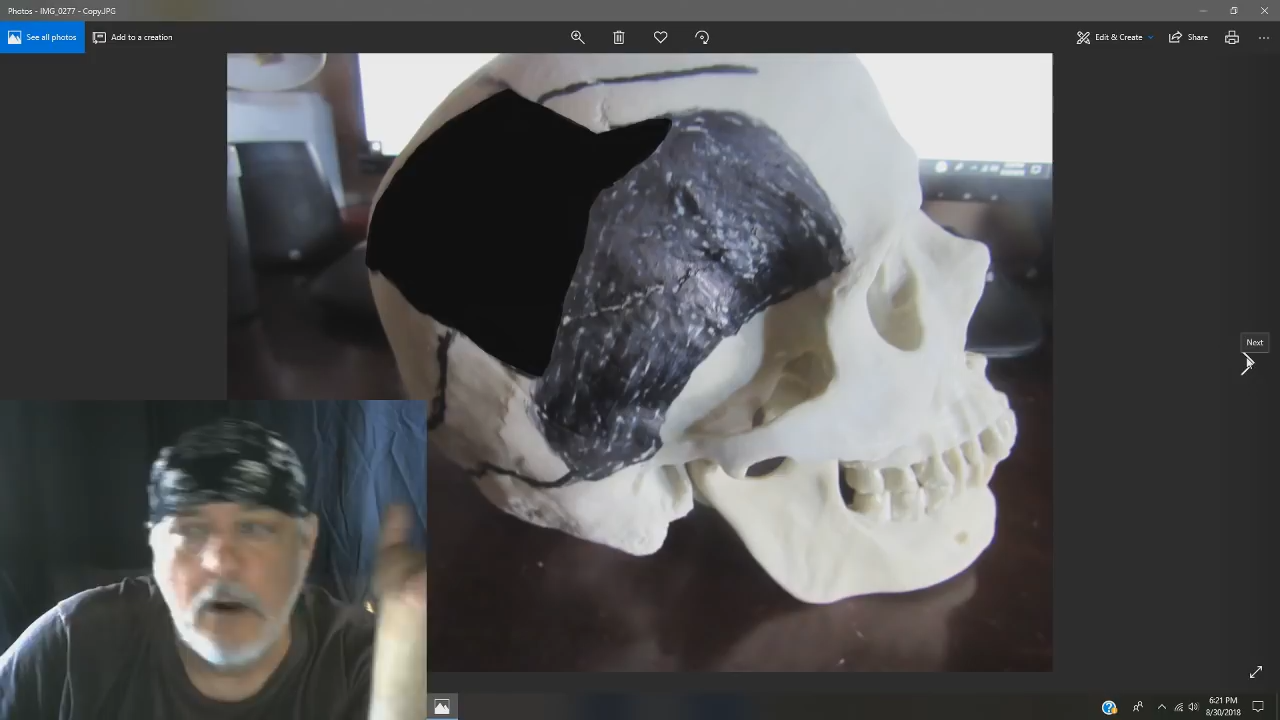 Photos - IMG_0277 - Copy.JPG
See all photos
Add to a creation
Edit & Create
Share
Next
6:21 PM
8/30/2018